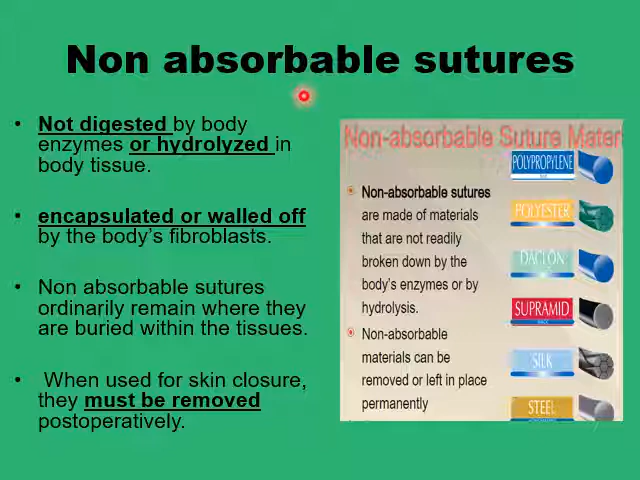 Non absorbable sutures
• Not digested by body
enzymes or hydrolyzed in
body tissue.
• encapsulated or walled off
by the body's fibroblasts.
• Non absorbable sutures
ordinarily remain where they
are buried within the tissues.
• When used for skin closure,
they must be removed
postoperatively.
Non-absorbable Suture Mater
Non-absorbable sutures
are made of materials
that are not readily
broken down by the
body's enzymes or by
hydrolysis.
Non-absorbable
materials can be
removed or left in place
permanently
POLYPROPYLENE
POLYESTER
DACLON
SUPRAMID
SILK
STEEL